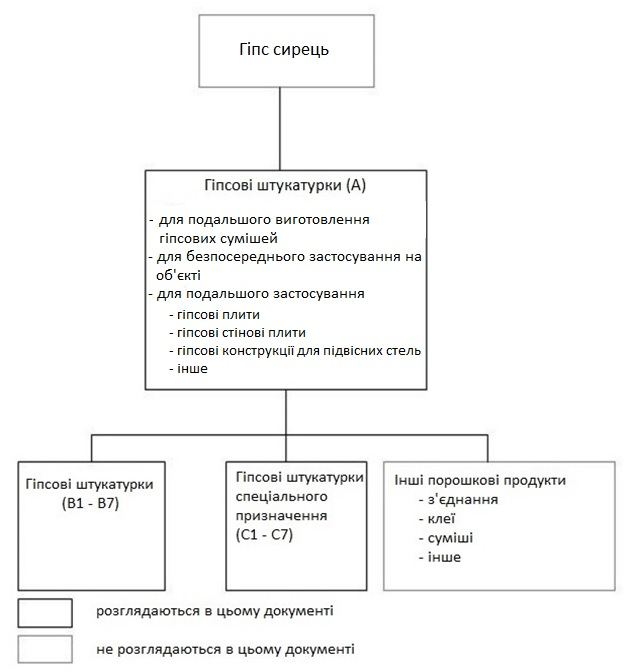 Гіпс сирець
Гіпсові штукатурки (А)
- для подальшого виготовлення
гіпсових сумішей
- для безпосереднього застосування на
об'єкті
- для подальшого застосування
- гіпсові плити
- гіпсові стінові плити
- гіпсові конструкції для підвісних стель
- інше
Гіпсові штукатурки
(В1 - В7)
Гіпсові штукатурки
спеціального
призначення
(С1 - С7)
Інші порошкові продукти
- з'єднання
- клеї
- суміші
- інше
розглядаються в цьому документі
не розглядаються в цьому документі